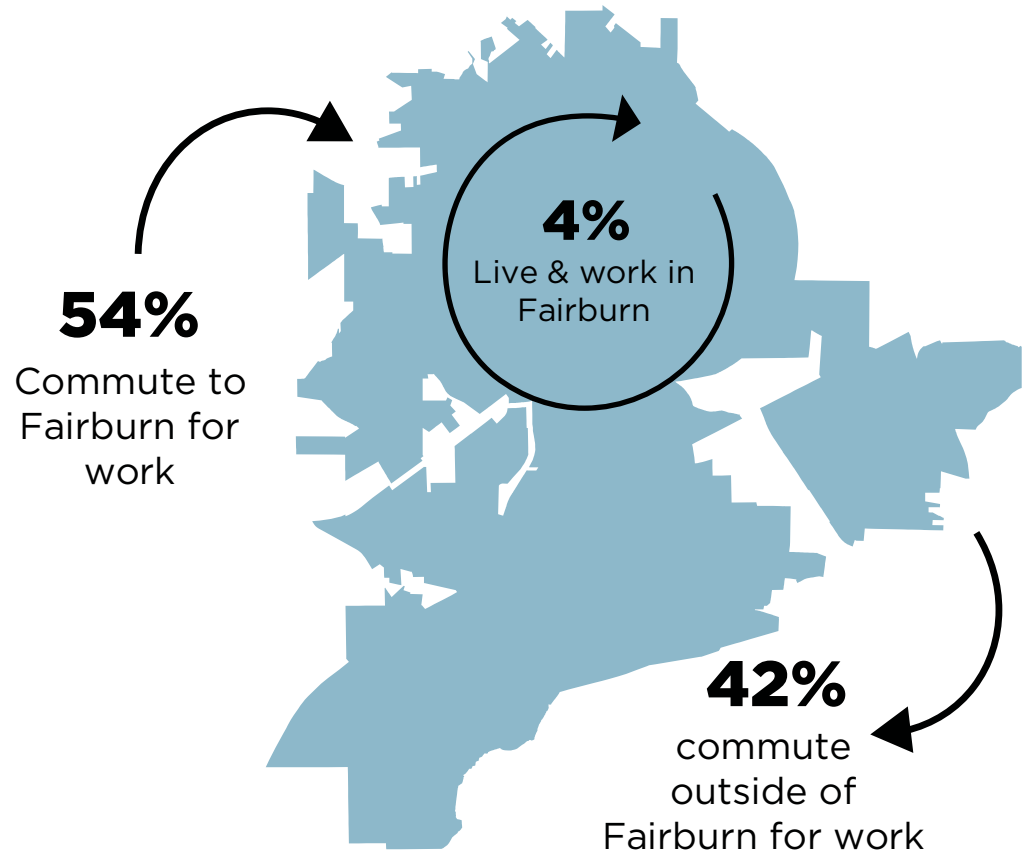 4%
Live & work in
Fairburn
54%
Commute to
Fairburn for
work
42%
commute
outside of
Fairburn for work